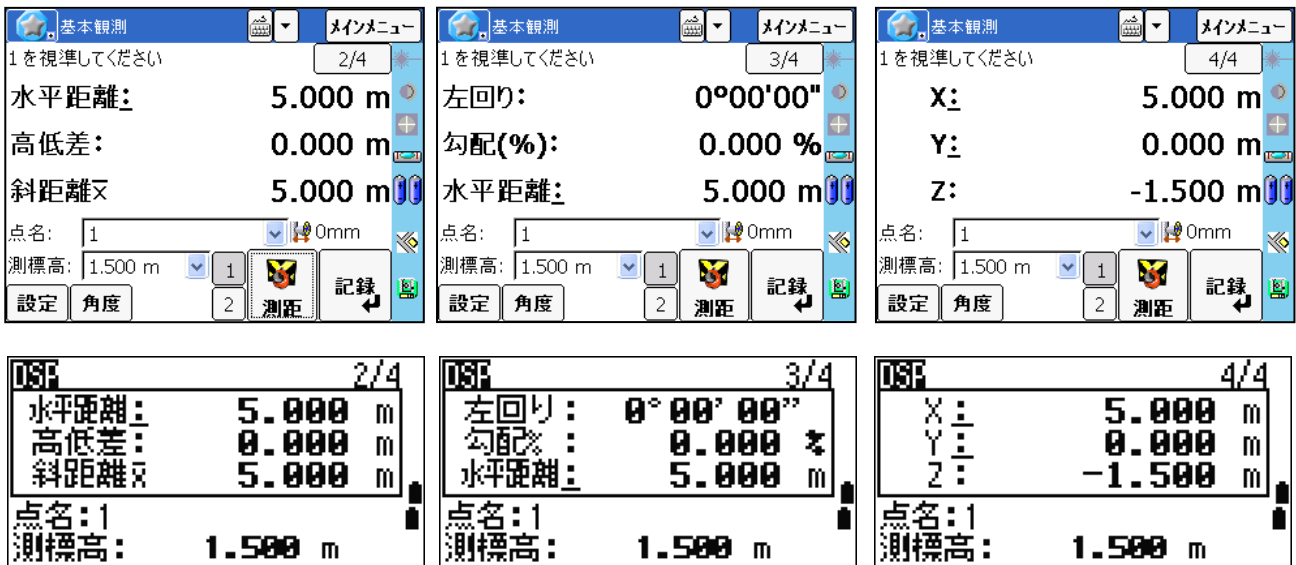 基本観測 メインメニュー
1を視準してください 2/4
水平距離: 5.000 m
高低差: 0.000 m
斜距離x̅ 5.000 m
点名: 1 0mm
測標高: 1.500 m 1
設定 角度 2 測距 記録
基本観測 メインメニュー
1を視準してください 3/4
左回り: 0°00'00"
勾配(%): 0.000 %
水平距離: 5.000 m
点名: 1 0mm
測標高: 1.500 m 1
設定 角度 2 測距 記録
基本観測 メインメニュー
1を視準してください 4/4
X: 5.000 m
Y: 0.000 m
Z: -1.500 m
点名: 1 0mm
測標高: 1.500 m 1
設定 角度 2 測距 記録
DSP 2/4
水平距離: 5.000 m
高低差: 0.000 m
斜距離x̅ 5.000 m
点名:1
測標高: 1.500 m
DSP 3/4
左回り: 0°00'00"
勾配% : 0.000 %
水平距離: 5.000 m
点名:1
測標高: 1.500 m
DSP 4/4
X: 5.000 m
Y: 0.000 m
Z: -1.500 m
点名:1
測標高: 1.500 m